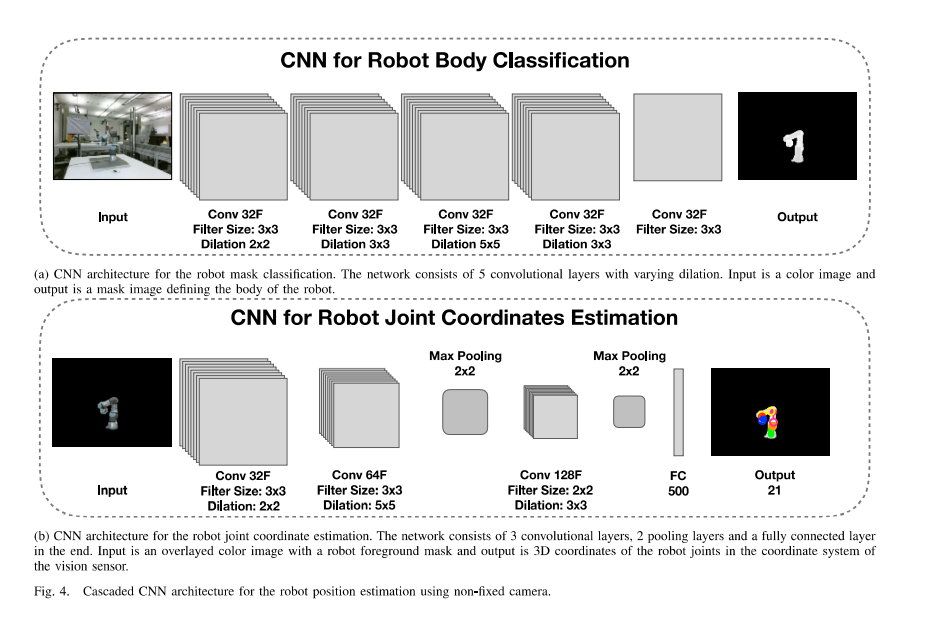 CNN for Robot Body Classification
Input
Conv 32F
Filter Size: 3x3
Dilation 2x2
Conv 32F
Filter Size: 3x3
Dilation 3x3
Conv 32F
Filter Size: 3x3
Dilation 5x5
Conv 32F
Filter Size: 3x3
Dilation 3x3
Conv 32F
Filter Size: 3x3
Output
(a) CNN architecture for the robot mask classification. The network consists of 5 convolutional layers with varying dilation. Input is a color image and
output is a mask image defining the body of the robot.
CNN for Robot Joint Coordinates Estimation
Input
Conv 32F
Filter Size: 3x3
Dilation: 2x2
Conv 64F
Filter Size: 3x3
Dilation: 5x5
Max Pooling
2x2
Conv 128F
Filter Size: 2x2
Dilation: 3x3
Max Pooling
2x2
FC
500
Output
21
(b) CNN architecture for the robot joint coordinate estimation. The network consists of 3 convolutional layers, 2 pooling layers and a fully connected layer
in the end. Input is an overlayed color image with a robot foreground mask and output is 3D coordinates of the robot joints in the coordinate system of
the vision sensor.
Fig. 4. Cascaded CNN architecture for the robot position estimation using non-fixed camera.